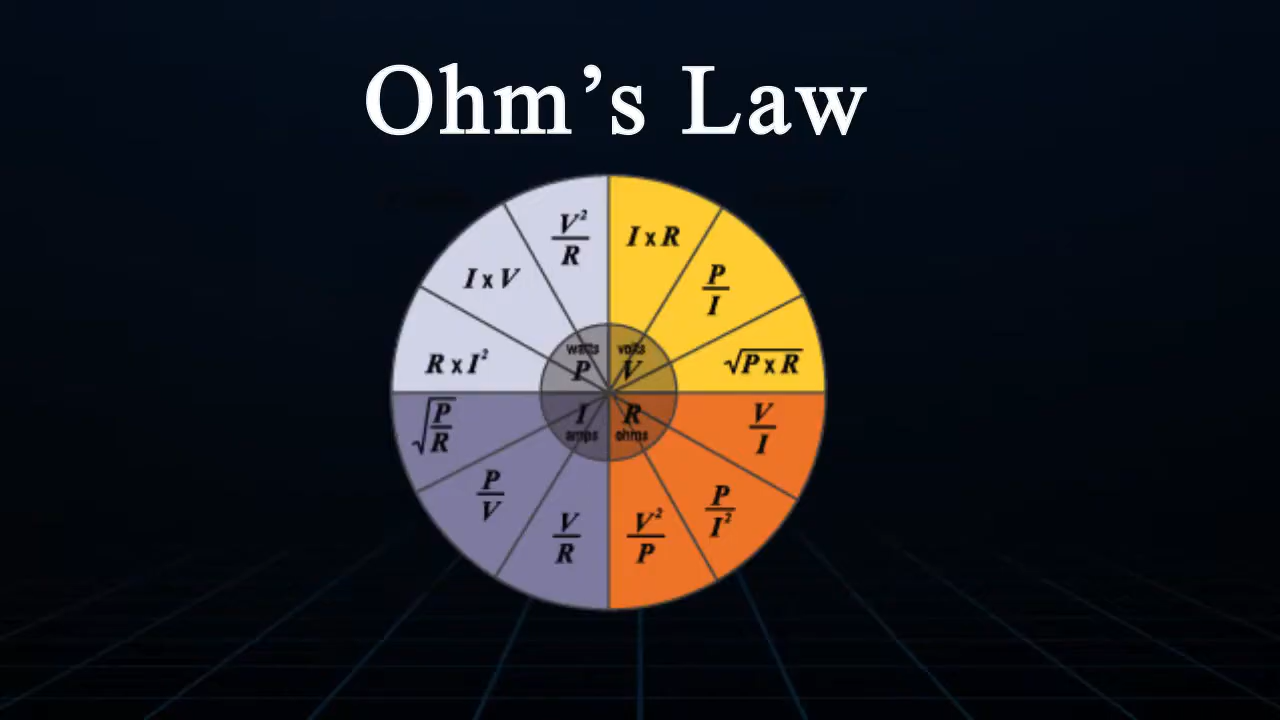 Ohm’s Law
V²/R
I x R
I x V
P/I
R x I²
√(P x R)
watts
volts
P
V
I
R
amps
ohms
√(P/R)
V/I
P/V
P/I²
V/R
V²/P